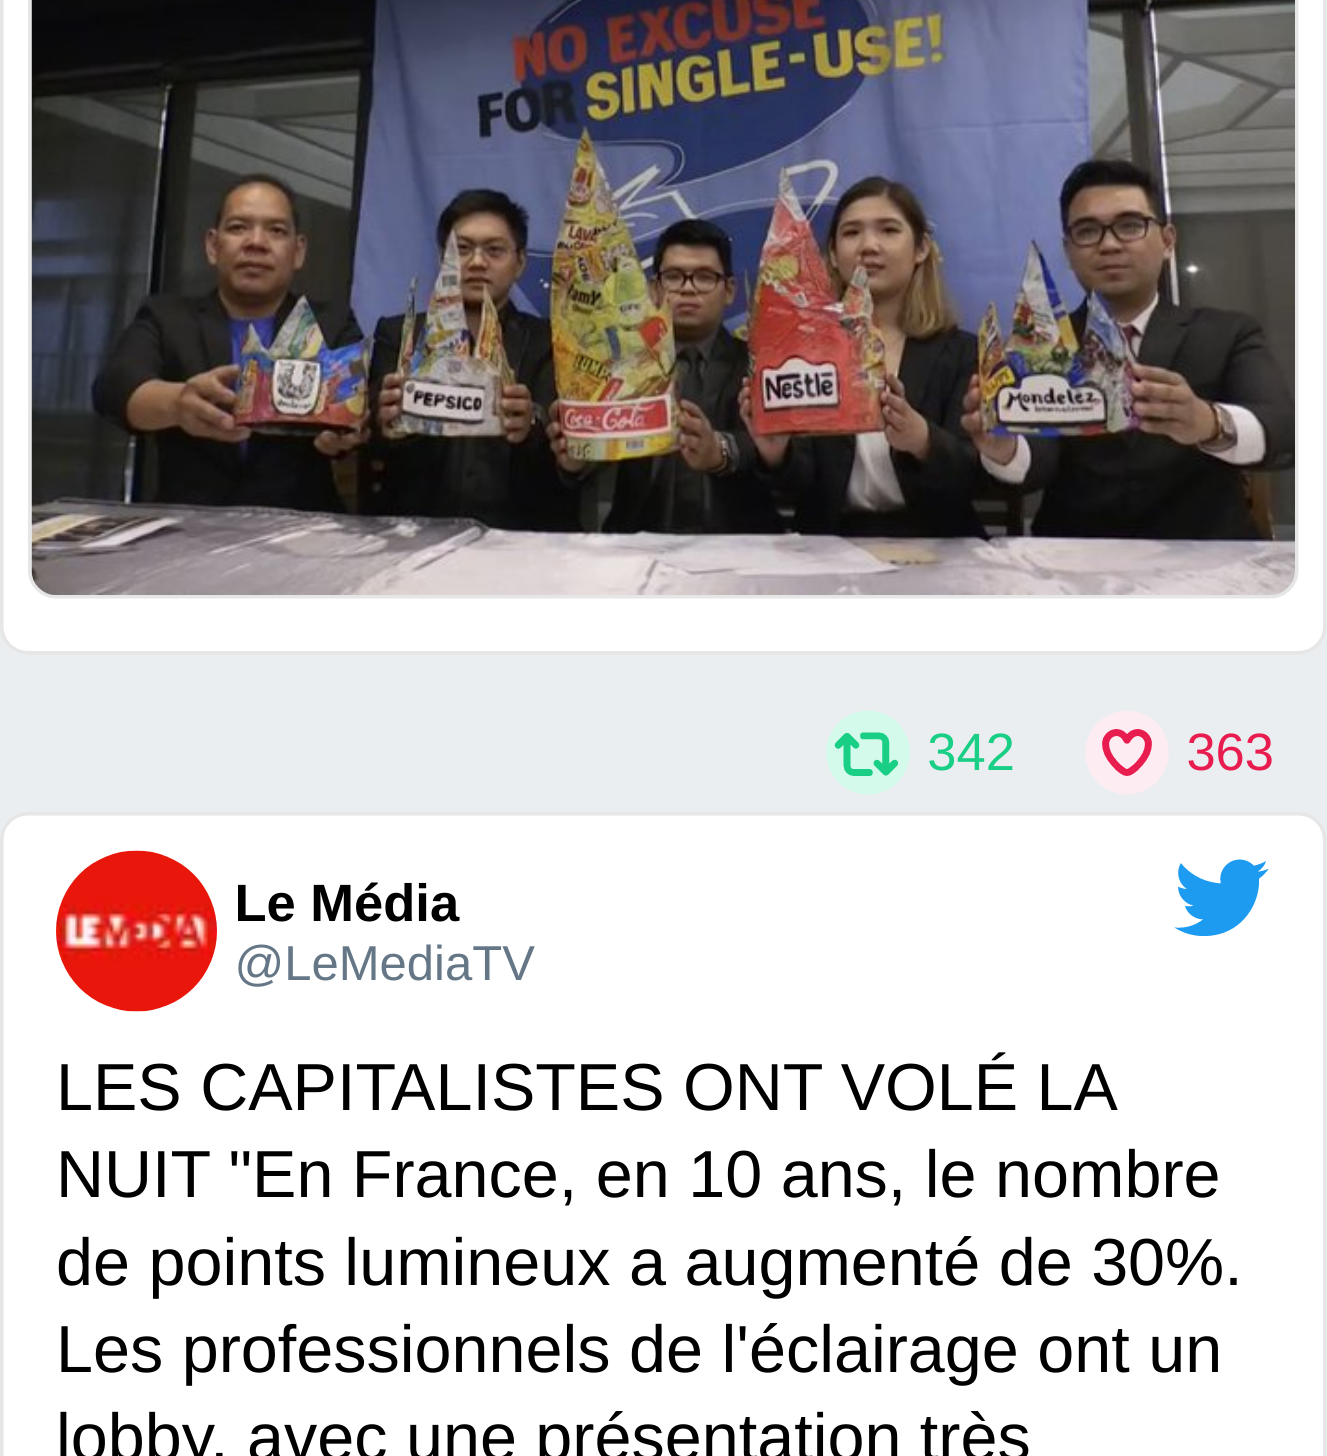 NO EXCUSE
FOR SINGLE-USE!
PEPSICO
Coca-Cola
Nestlé
Mondelez
International
342 363
LE MEDIA
Le Média
@LeMediaTV
LES CAPITALISTES ONT VOLÉ LA
NUIT "En France, en 10 ans, le nombre
de points lumineux a augmenté de 30%.
Les professionnels de l'éclairage ont un
lobby, avec une présentation très